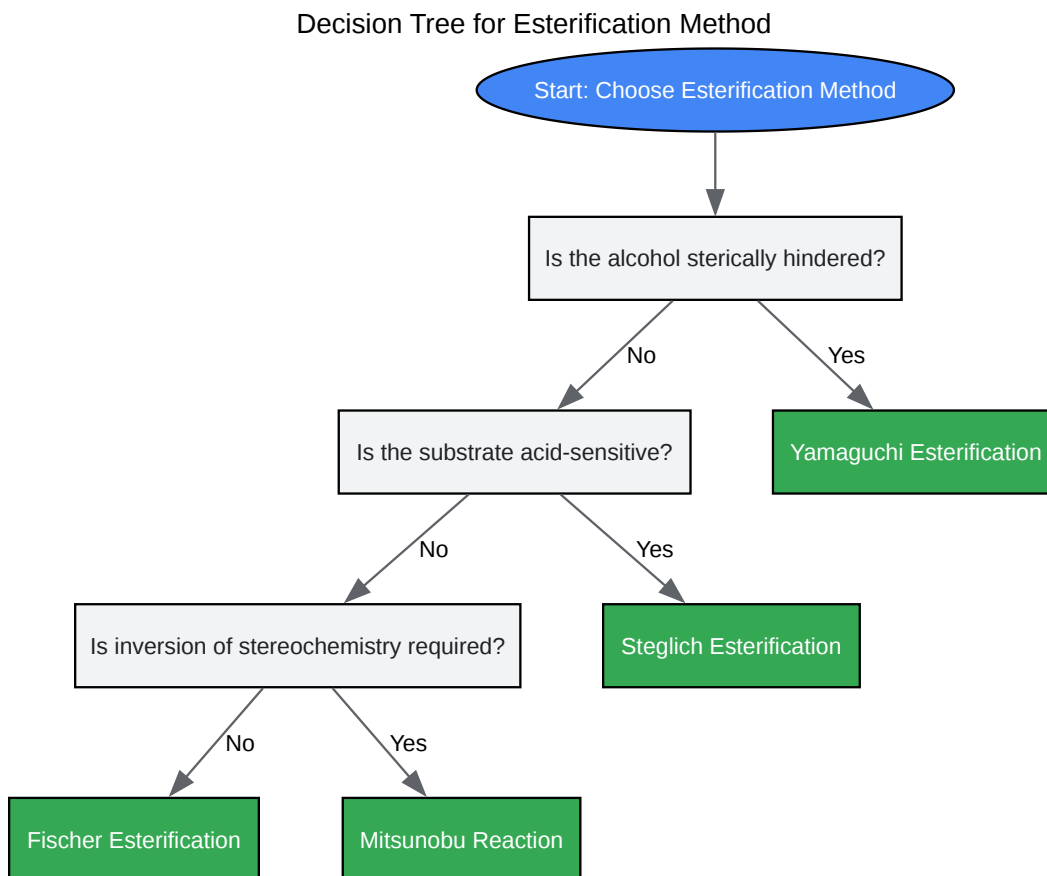 Decision Tree for Esterification Method
Start: Choose Esterification Method
Is the alcohol sterically hindered?
No
Yes
Is the substrate acid-sensitive?
Yamaguchi Esterification
No
Yes
Is inversion of stereochemistry required?
Steglich Esterification
No
Yes
Fischer Esterification
Mitsunobu Reaction